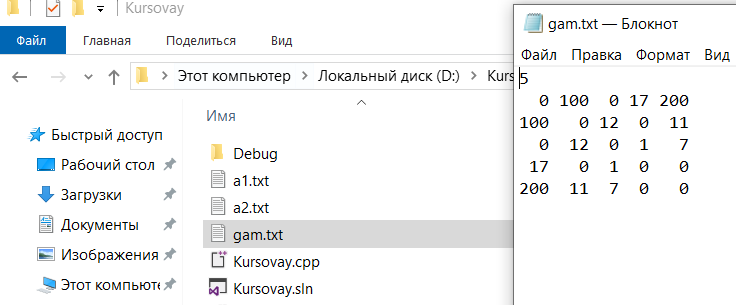 Kursovay
Файл Главная Поделиться Вид
Этот компьютер > Локальный диск (D:) > Kurs
Быстрый доступ
Рабочий стол
Загрузки
Документы
Изображения
Этот компьюте
Имя
Debug
a1.txt
a2.txt
gam.txt
Kursovay.cpp
Kursovay.sln
gam.txt — Блокнот
Файл Правка Формат Вид
5
0 100 0 17 200
100 0 12 0 11
0 12 0 1 7
17 0 1 0 0
200 11 7 0 0